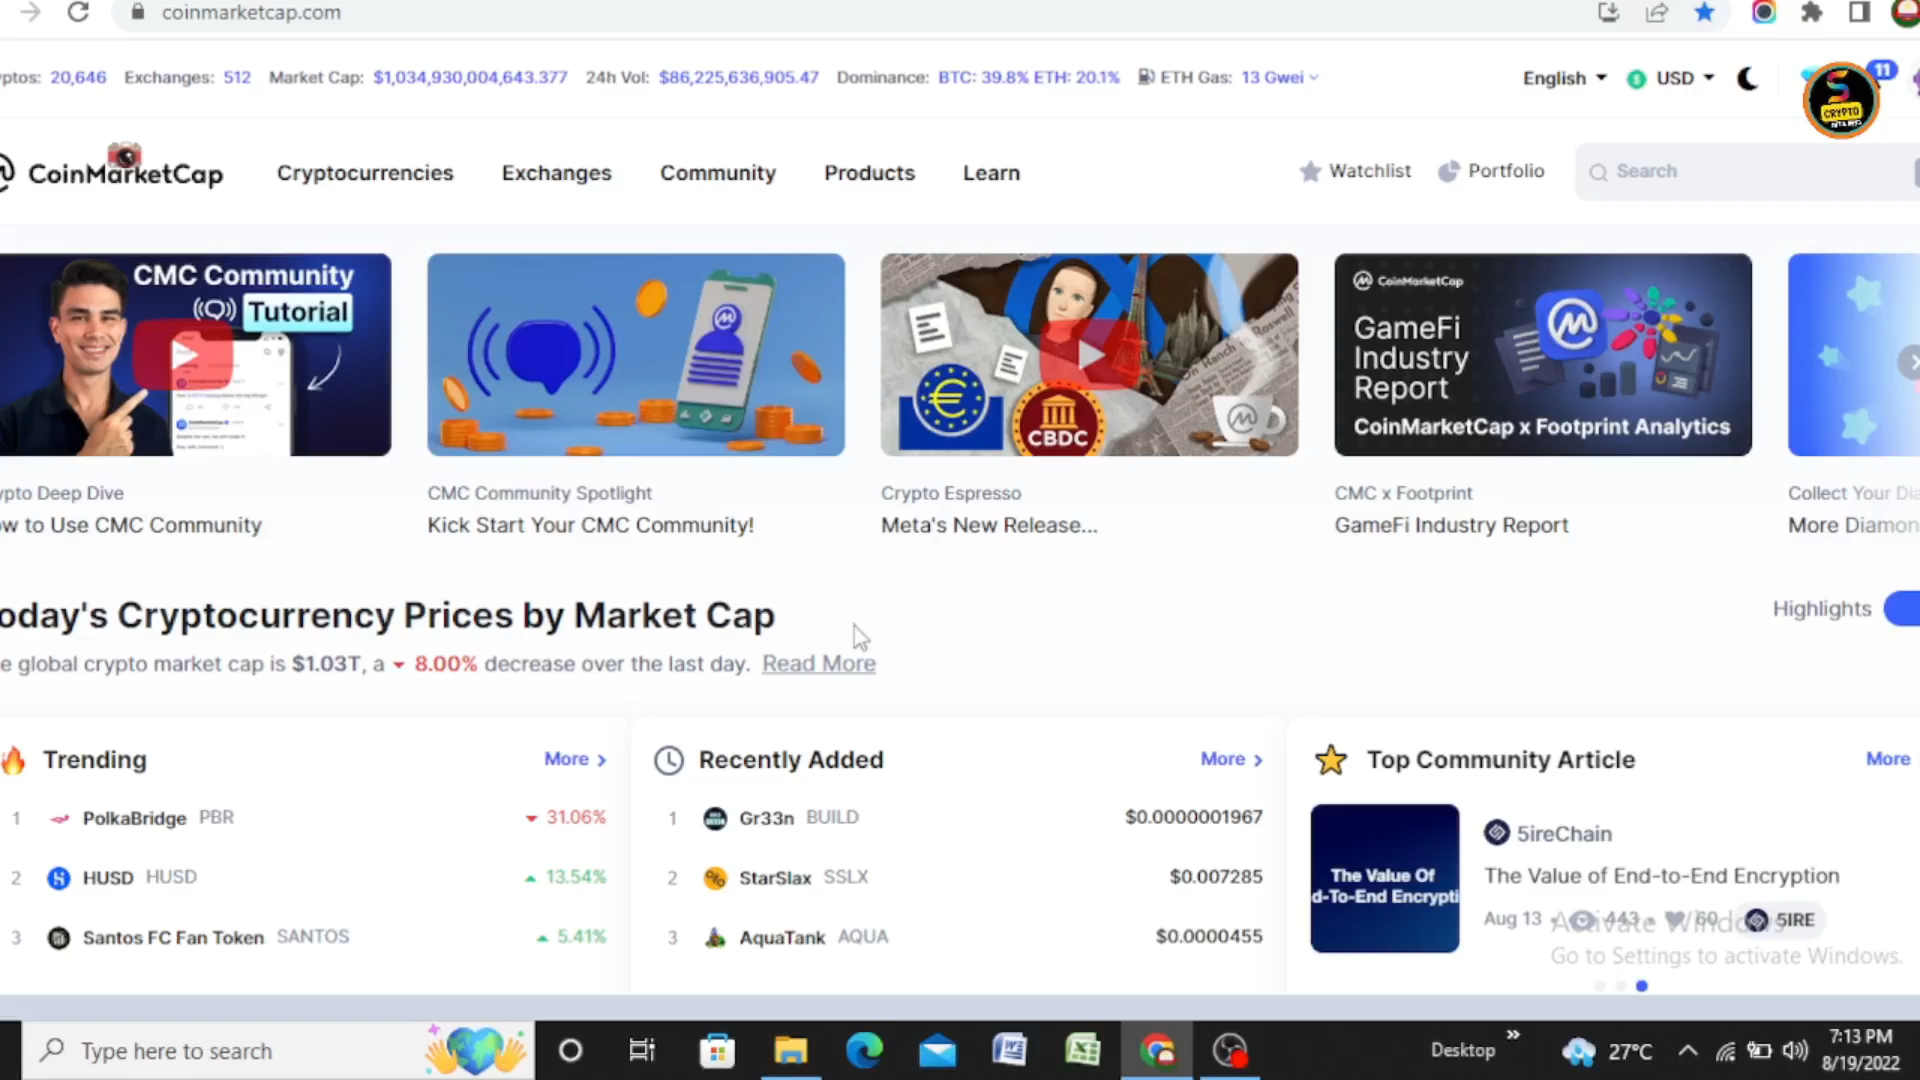 coinmarketcap.com
yptos: 20,646 Exchanges: 512 Market Cap: $1,034,930,004,643.377 24h Vol: $86,225,636,905.47 Dominance: BTC: 39.8% ETH: 20.1% ETH Gas: 13 Gwei English USD 11
CRYPTO
CoinMarketCap Cryptocurrencies Exchanges Community Products Learn Watchlist Portfolio Search
CMC Community
Tutorial
CBDC
CoinMarketCap
GameFi
Industry
Report
CoinMarketCap x Footprint Analytics
ypto Deep Dive
ow to Use CMC Community
CMC Community Spotlight
Kick Start Your CMC Community!
Crypto Espresso
Meta's New Release...
CMC x Footprint
GameFi Industry Report
Collect Your Dia
More Diamon
oday's Cryptocurrency Prices by Market Cap
Highlights
e global crypto market cap is $1.03T, a 8.00% decrease over the last day. Read More
Trending More
1 PolkaBridge PBR 31.06%
2 HUSD HUSD 13.54%
3 Santos FC Fan Token SANTOS 5.41%
Recently Added More
1 Gr33n BUILD $0.0000001967
2 StarSlax SSLX $0.007285
3 AquaTank AQUA $0.0000455
Top Community Article More
The Value Of
d-To-End Encrypti
5ireChain
The Value of End-to-End Encryption
Aug 13 443 60 5IRE
Activate Windows
Go to Settings to activate Windows.
Type here to search
Desktop 27°C
7:13 PM
8/19/2022